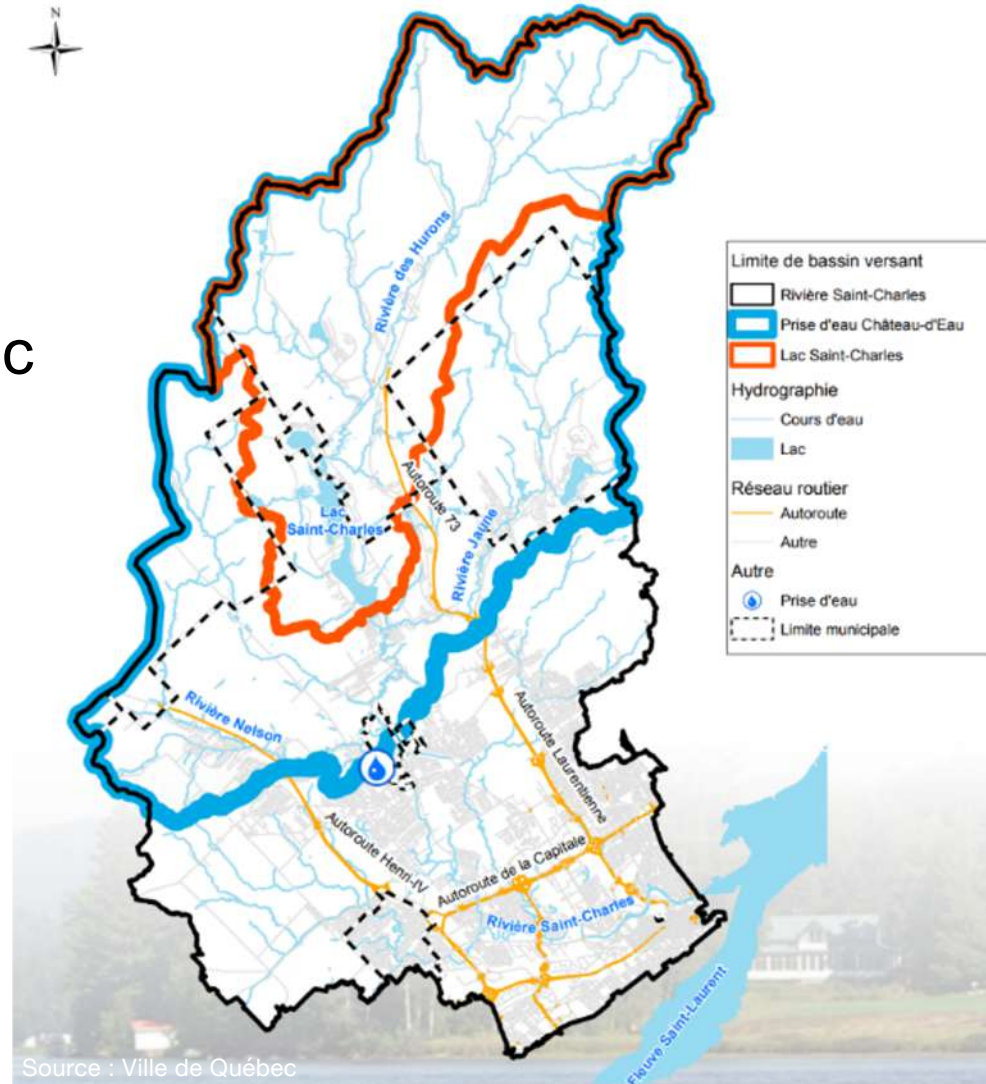 N
c
Rivière des Hurons
Lac
Saint-Charles
Autoroute 73
Rivière Jaune
Rivière Nelson
Autoroute Laurentienne
Autoroute Henri-IV
Autoroute de la Capitale
Rivière Saint-Charles
Fleuve Saint-Laurent
Limite de bassin versant
Rivière Saint-Charles
Prise d'eau Château-d'Eau
Lac Saint-Charles
Hydrographie
Cours d'eau
Lac
Réseau routier
Autoroute
Autre
Autre
Prise d'eau
Limite municipale
Source : Ville de Québec